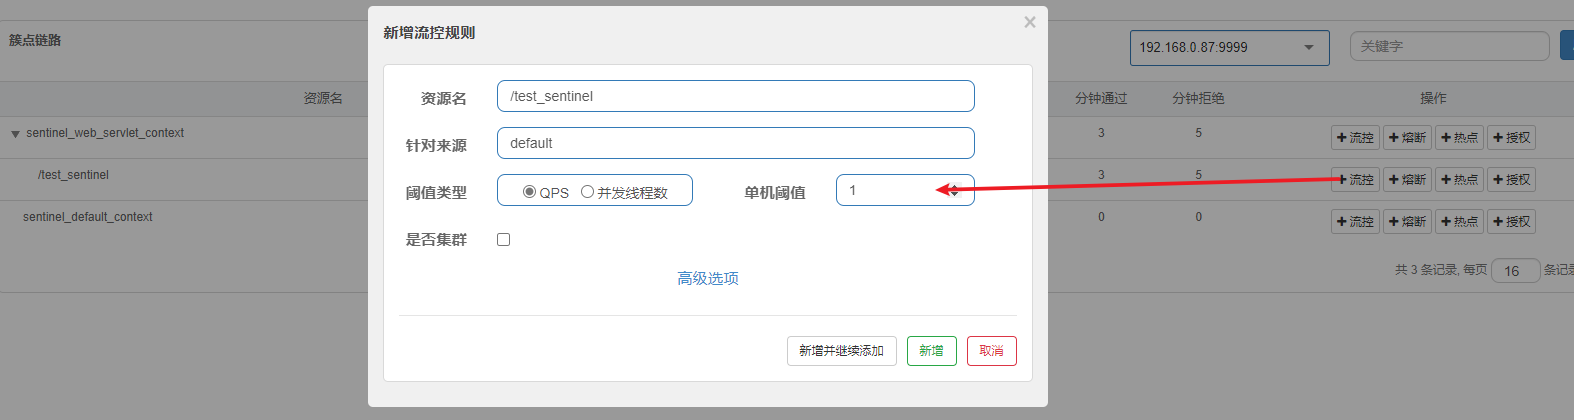 新增流控规则
×
簇点链路
192.168.0.87:9999
关键字
资源名
分钟通过
分钟拒绝
操作
资源名
/test_sentinel
针对来源
default
阈值类型
QPS
并发线程数
单机阈值
1
是否集群
高级选项
新增并继续添加
新增
取消
sentinel_web_servlet_context
3
5
+流控
+熔断
+热点
+授权
/test_sentinel
3
5
+流控
+熔断
+热点
+授权
sentinel_default_context
0
0
+流控
+熔断
+热点
+授权
共 3 条记录, 每页 16 条记